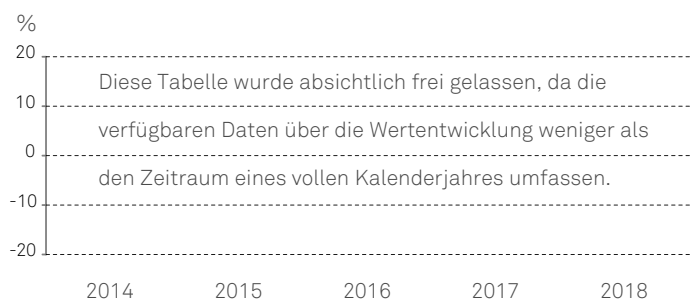 %
20
Diese Tabelle wurde absichtlich frei gelassen, da die
10
verfügbaren Daten über die Wertentwicklung weniger als
0
den Zeitraum eines vollen Kalenderjahres umfassen.
-10
-20
2014 2015 2016 2017 2018